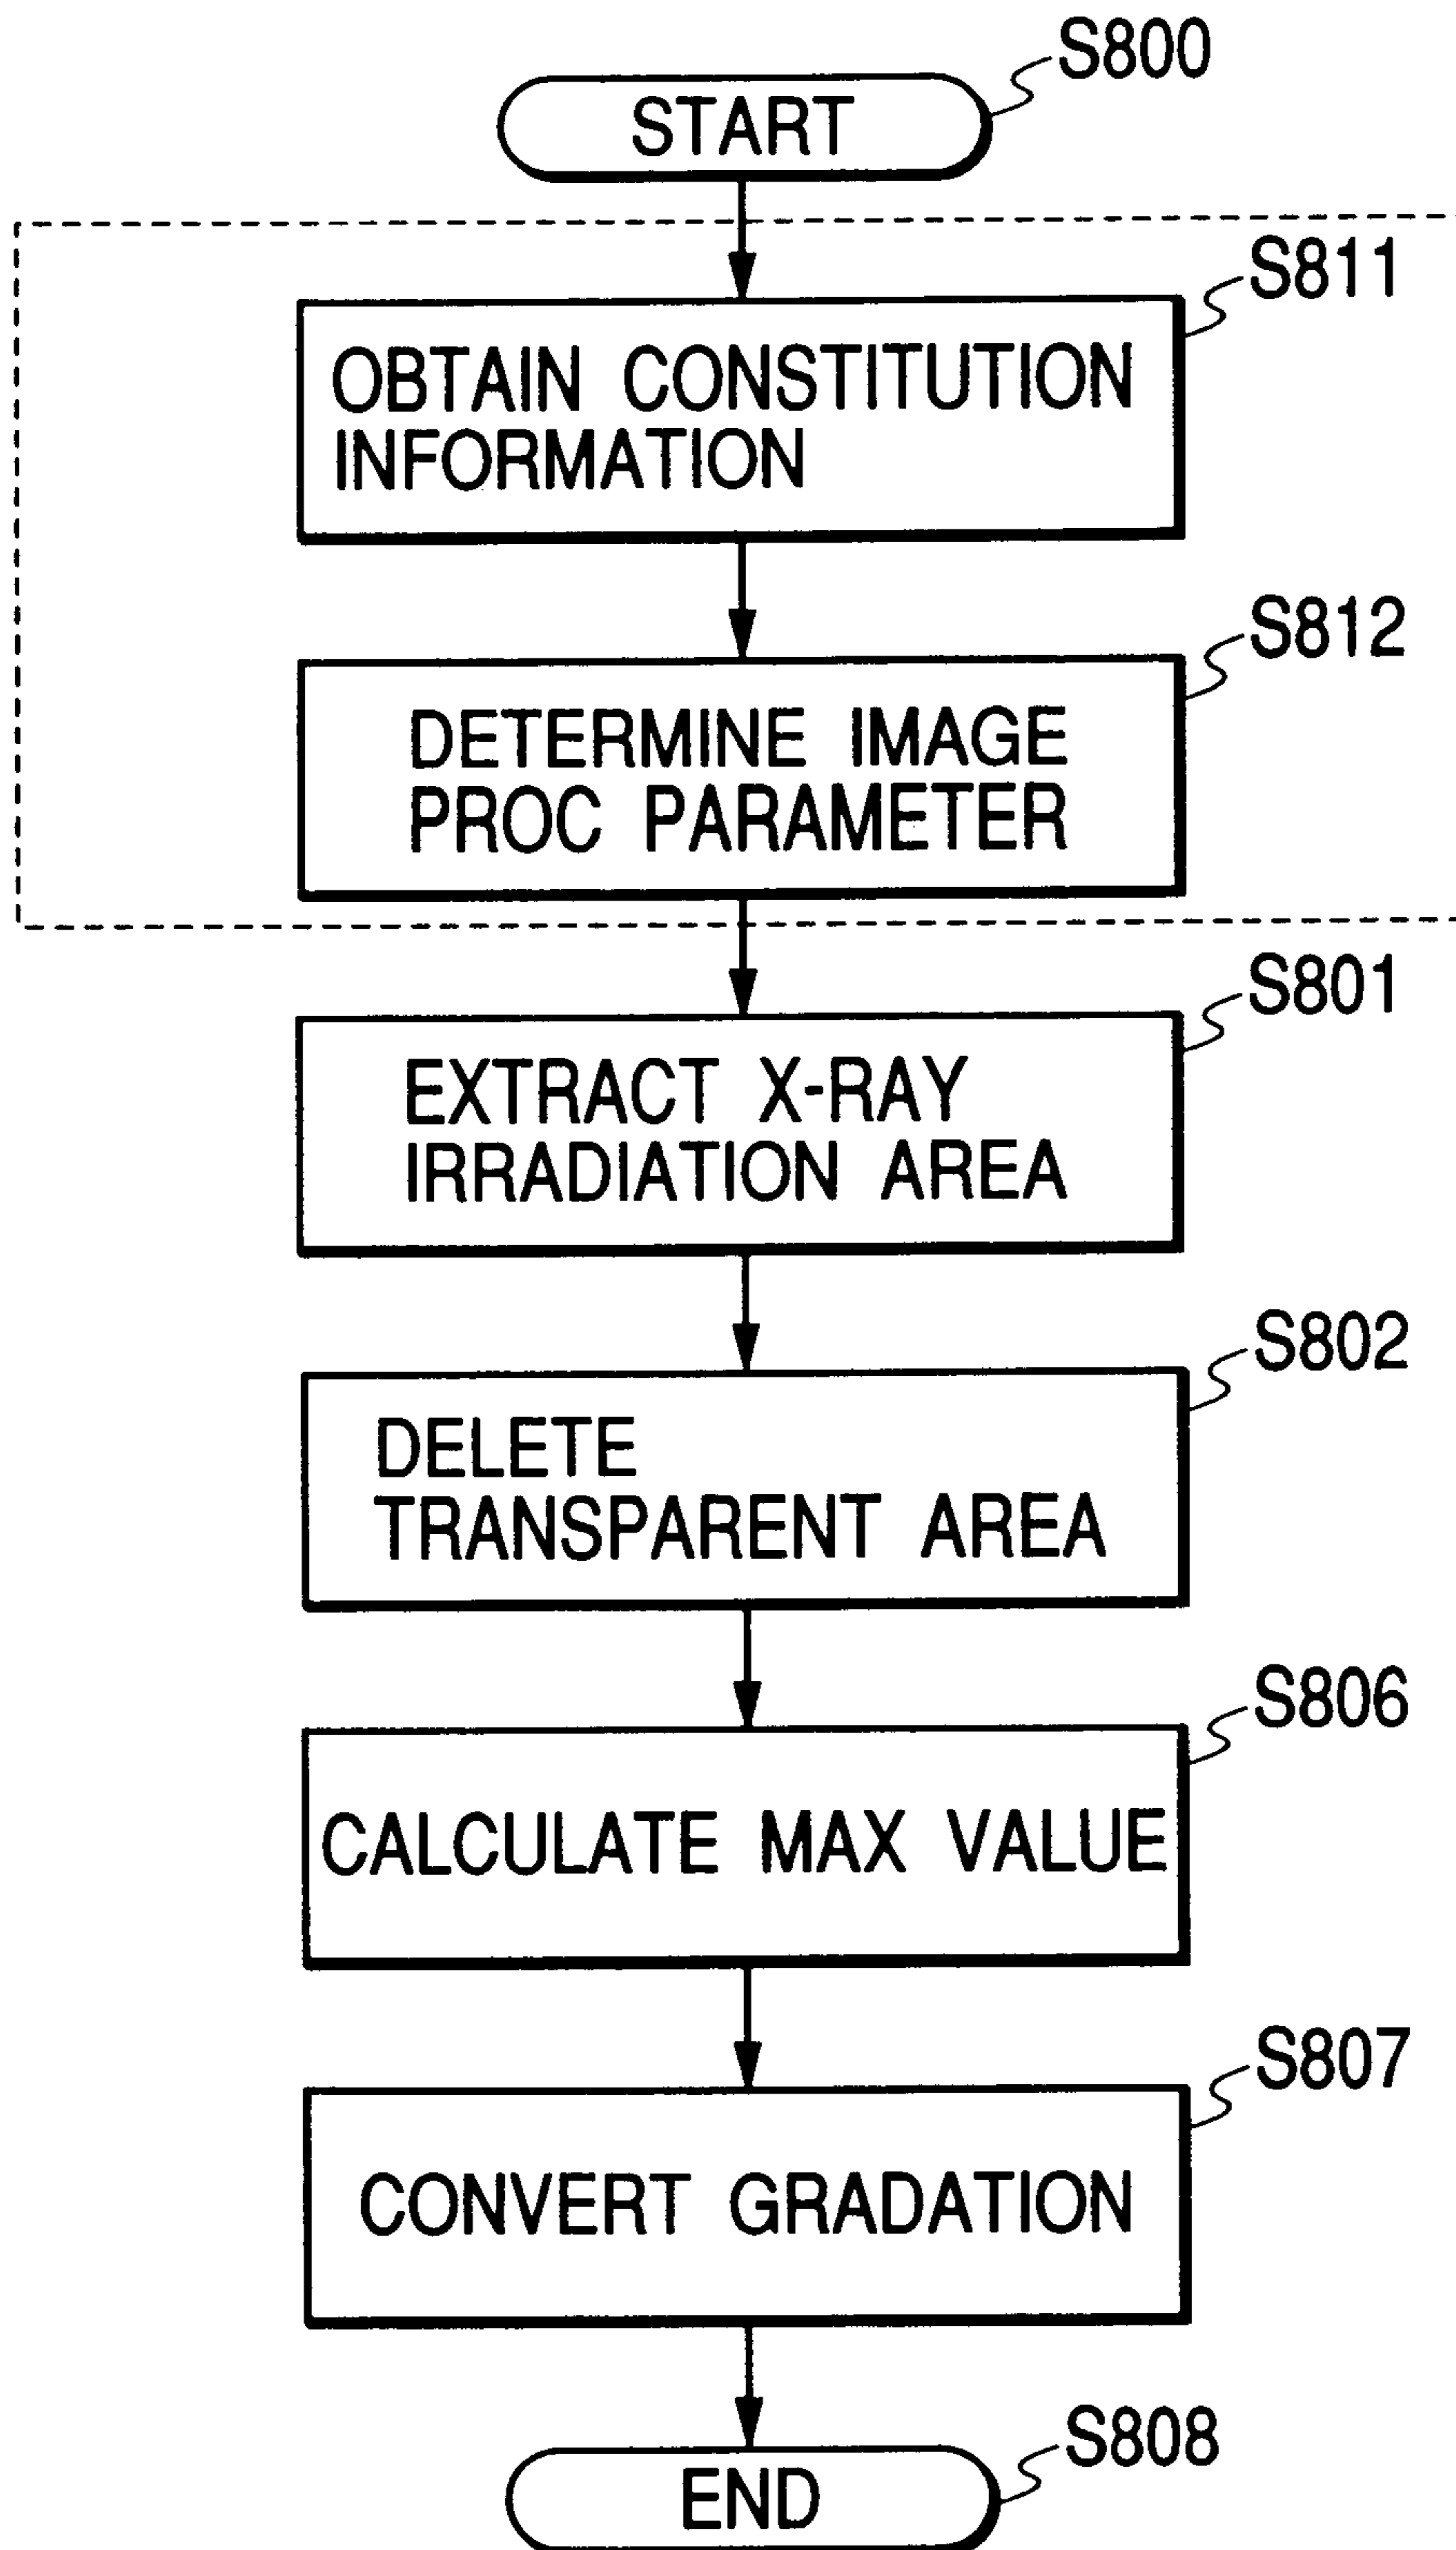 S800
START
S811
OBTAIN CONSTITUTION
INFORMATION
S812
DETERMINE IMAGE
PROC PARAMETER
S801
EXTRACT X-RAY
IRRADIATION AREA
S802
DELETE
TRANSPARENT AREA
S806
CALCULATE MAX VALUE
S807
CONVERT GRADATION
S808
END